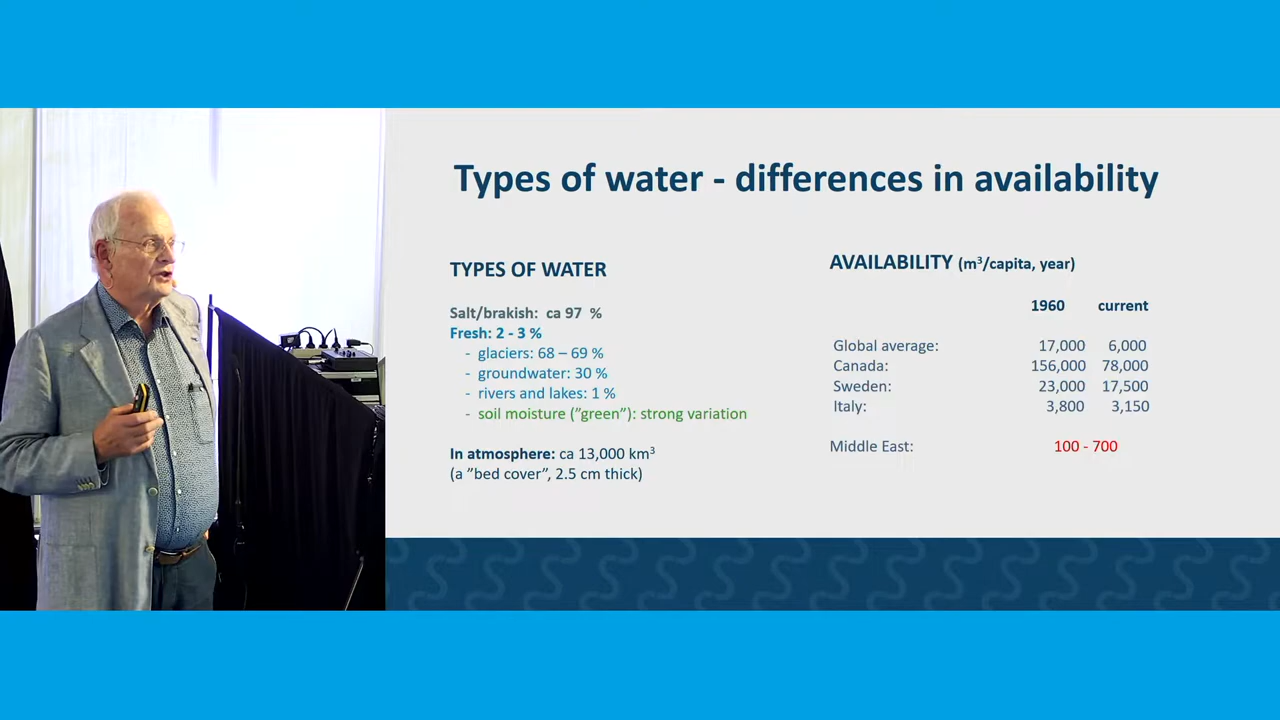 Types of water - differences in availability
TYPES OF WATER
Salt/brakish: ca 97 %
Fresh: 2 - 3 %
- glaciers: 68 – 69 %
- groundwater: 30 %
- rivers and lakes: 1 %
- soil moisture (”green”): strong variation
In atmosphere: ca 13,000 km³
(a ”bed cover”, 2.5 cm thick)
AVAILABILITY (m³/capita, year)
1960 current
Global average: 17,000 6,000
Canada: 156,000 78,000
Sweden: 23,000 17,500
Italy: 3,800 3,150
Middle East: 100 - 700